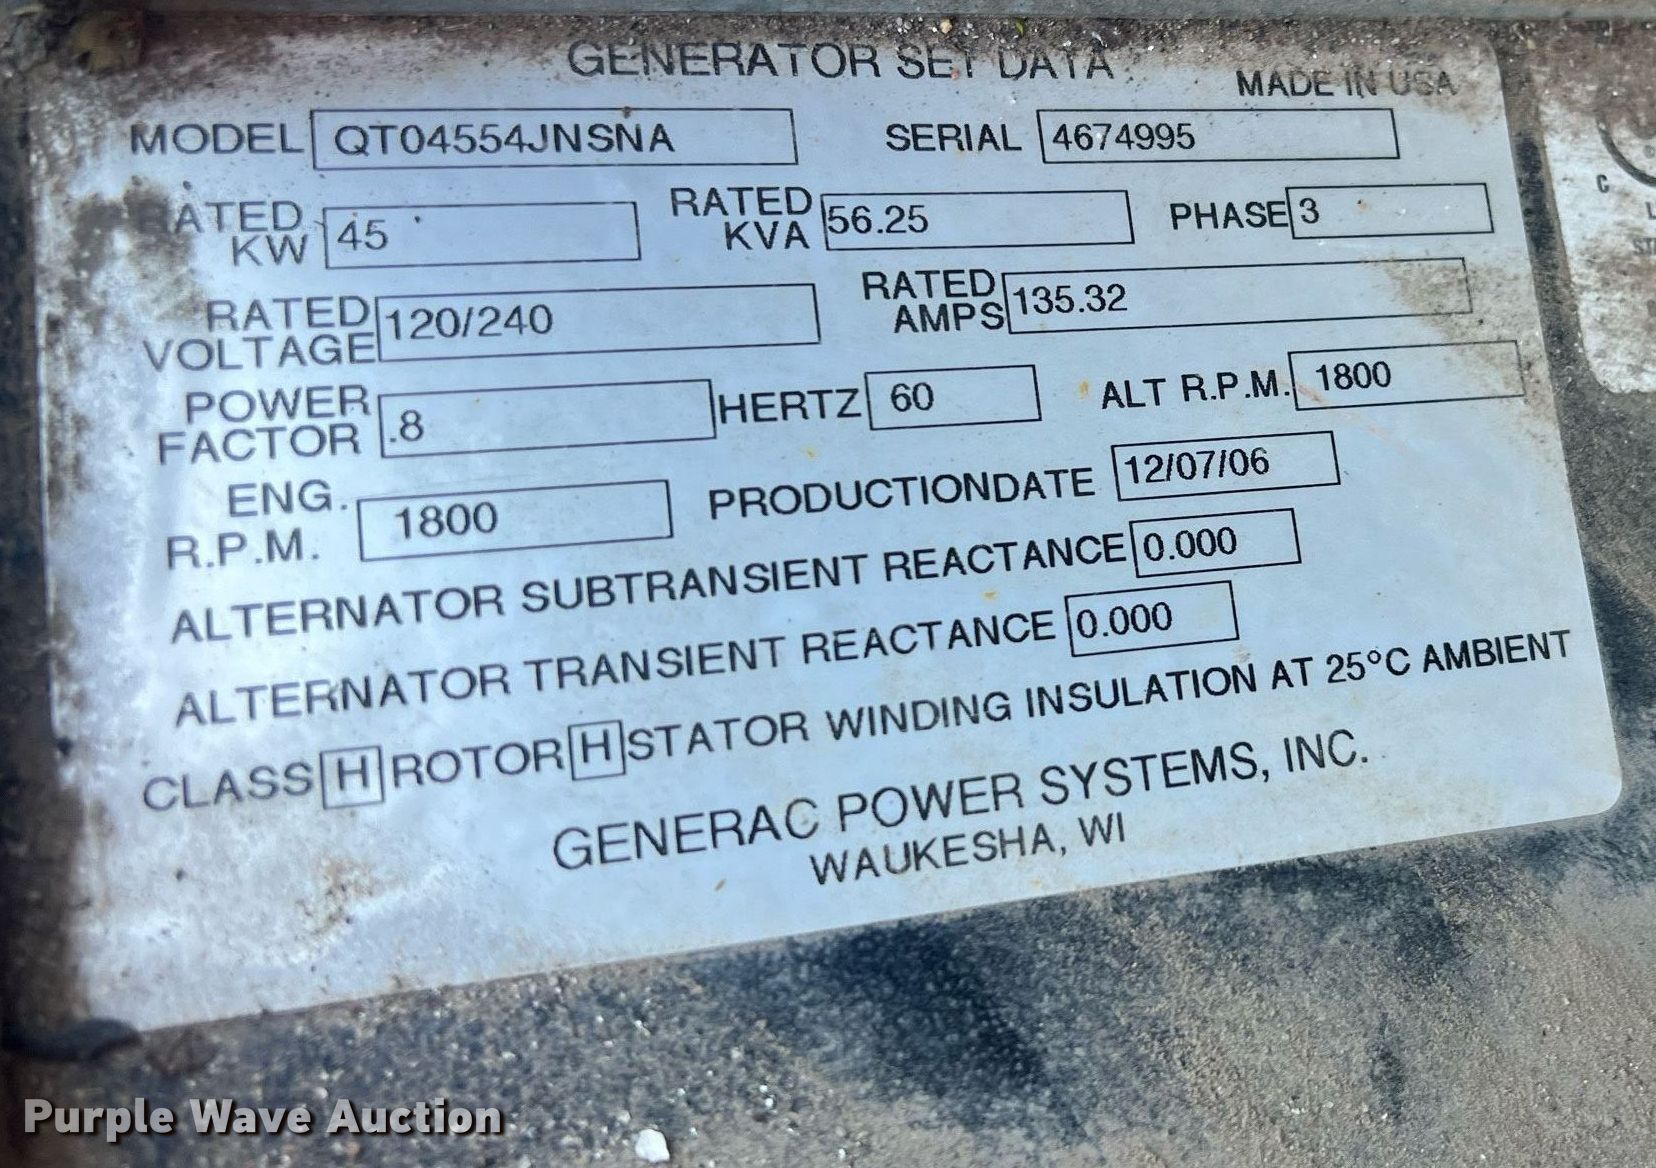 GENERATOR SET DATA
MADE IN USA
MODEL QT04554JNSNA SERIAL 4674995
RATED KW 45 RATED KVA 56.25 PHASE 3
RATED VOLTAGE 120/240 RATED AMPS 135.32
POWER FACTOR .8 HERTZ 60 ALT R.P.M. 1800
ENG. R.P.M. 1800 PRODUCTIONDATE 12/07/06
ALTERNATOR SUBTRANSIENT REACTANCE 0.000
ALTERNATOR TRANSIENT REACTANCE 0.000
CLASS H ROTOR H STATOR WINDING INSULATION AT 25°C AMBIENT
GENERAC POWER SYSTEMS, INC.
WAUKESHA, WI
Purple Wave Auction